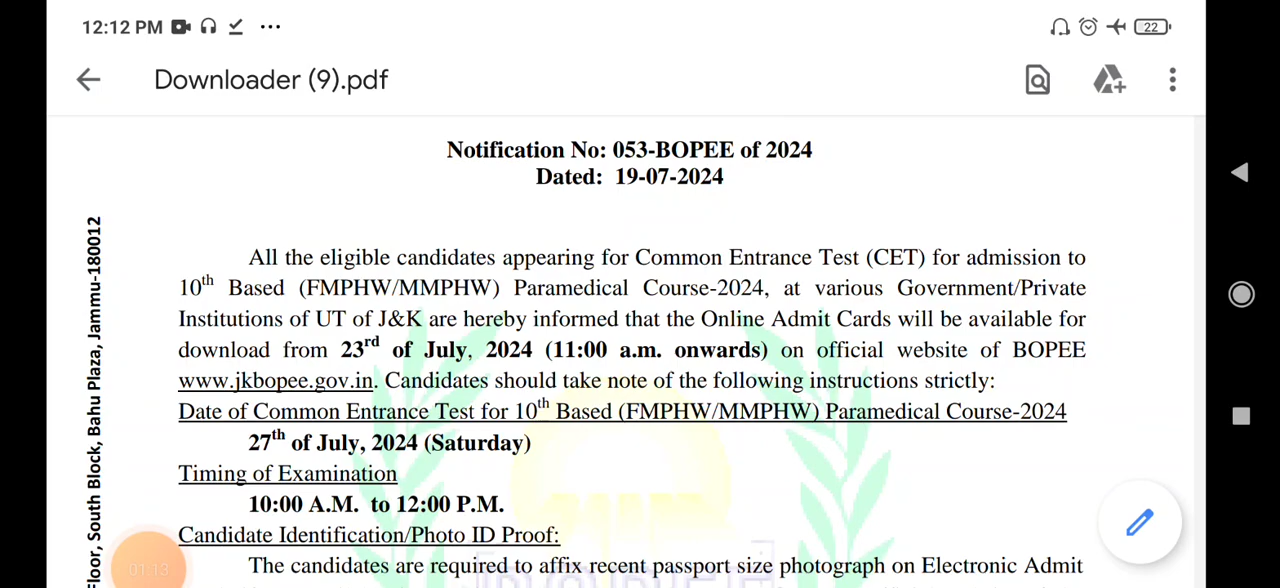 12:12 PM ... 22
Downloader (9).pdf
Notification No: 053-BOPEE of 2024
Dated: 19-07-2024
All the eligible candidates appearing for Common Entrance Test (CET) for admission to
10th Based (FMPHW/MMPHW) Paramedical Course-2024, at various Government/Private
Institutions of UT of J&K are hereby informed that the Online Admit Cards will be available for
download from 23rd of July, 2024 (11:00 a.m. onwards) on official website of BOPEE
www.jkbopee.gov.in. Candidates should take note of the following instructions strictly:
Date of Common Entrance Test for 10th Based (FMPHW/MMPHW) Paramedical Course-2024
27th of July, 2024 (Saturday)
Timing of Examination
10:00 A.M. to 12:00 P.M.
Candidate Identification/Photo ID Proof:
The candidates are required to affix recent passport size photograph on Electronic Admit
Floor, South Block, Bahu Plaza, Jammu-180012
01:13